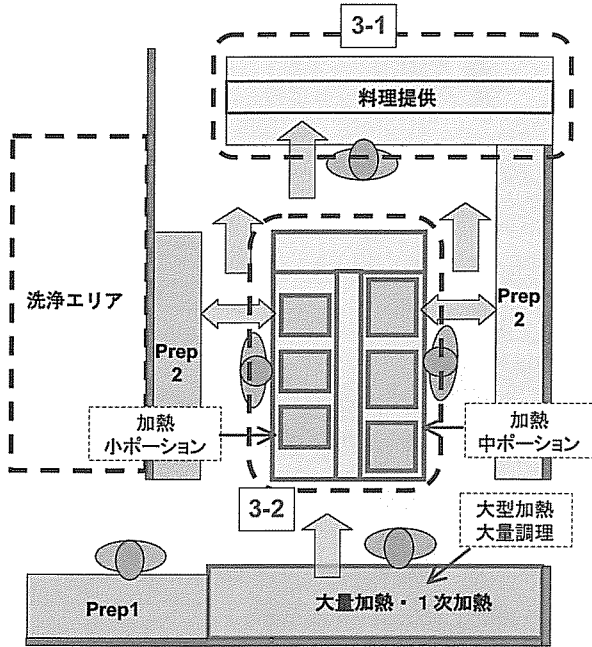 3-1
料理提供
洗浄エリア
Prep
2
Prep
2
加熱
小ポーション
加熱
中ポーション
3-2
大型加熱
大量調理
Prep1
大量加熱・1次加熱